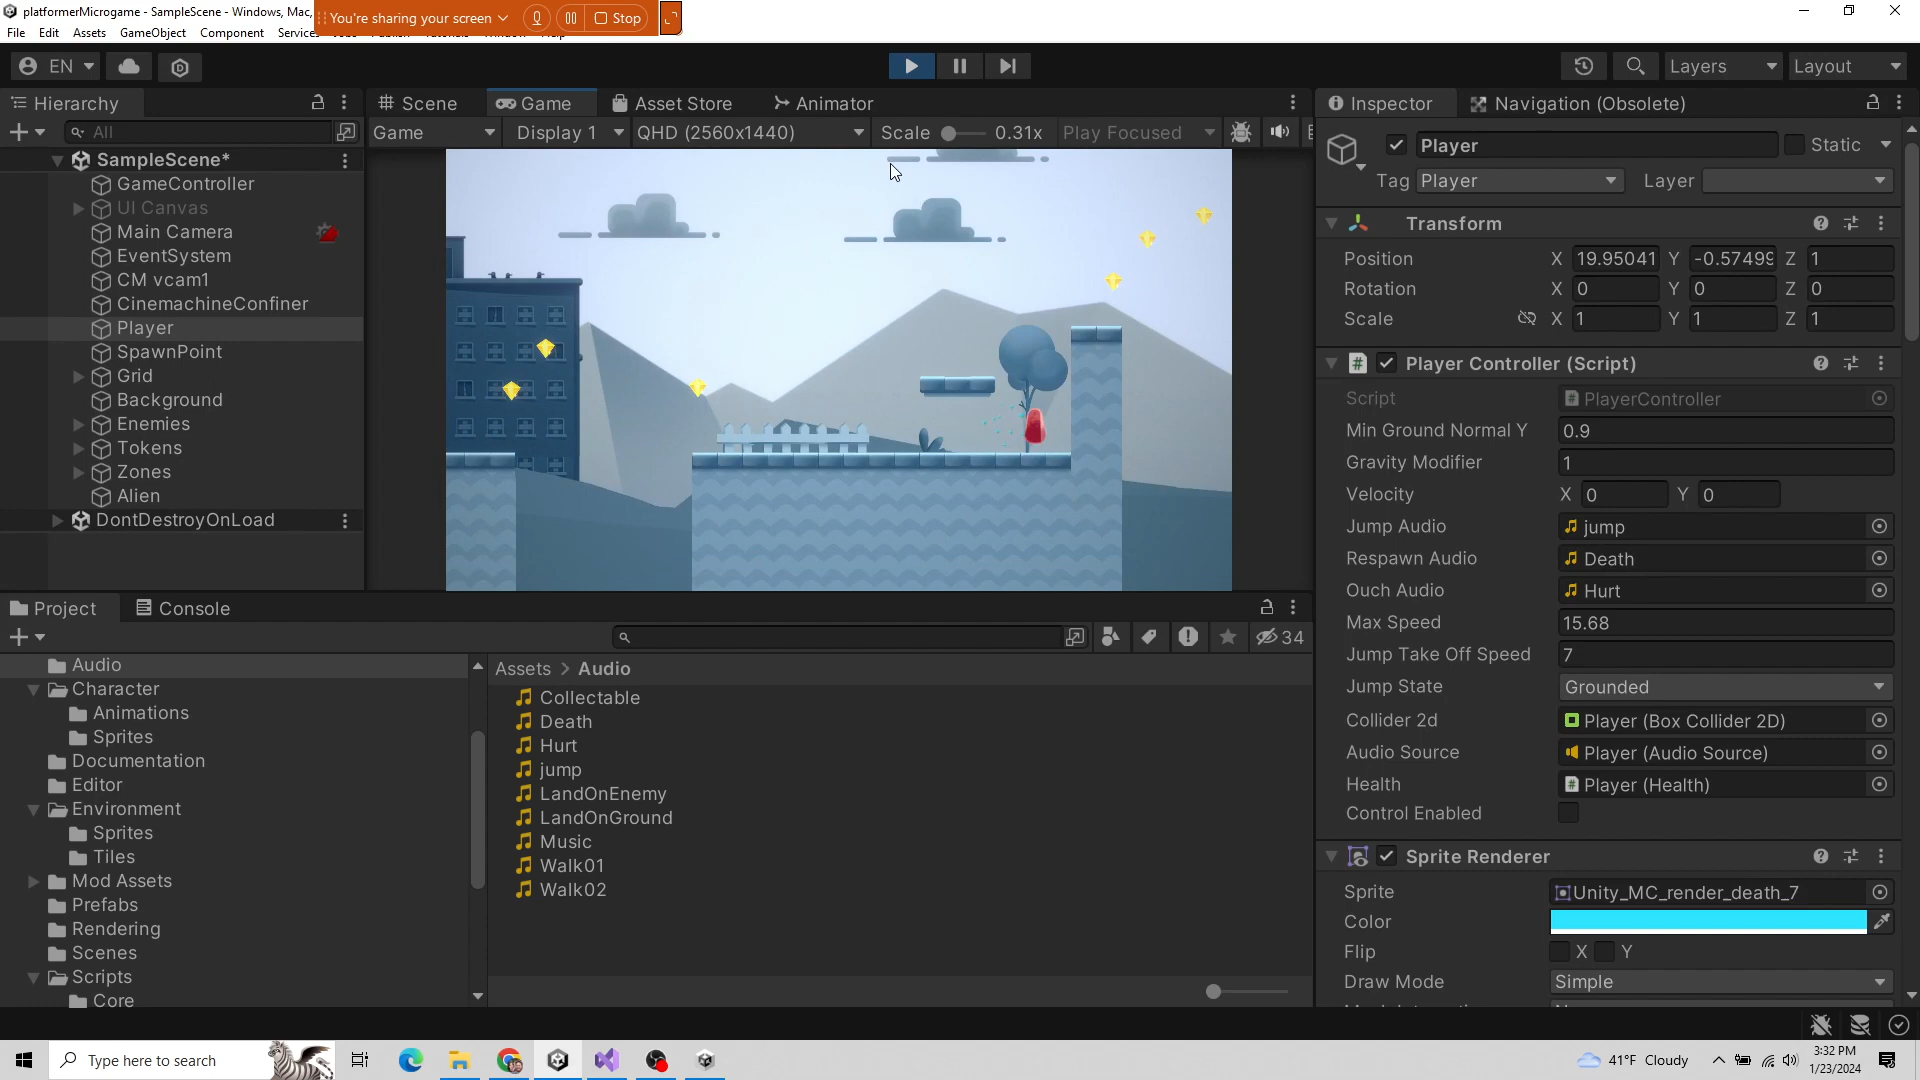 platformerMicrogame - SampleScene - Windows, Mac,
You're sharing your screen
Stop
File Edit Assets GameObject Component Services
EN
Layers
Layout
Hierarchy
Scene
Game
Asset Store
Animator
Inspector
Navigation (Obsolete)
All
Game
Display 1
QHD (2560x1440)
Scale 0.31x
Play Focused
SampleScene*
GameController
UI Canvas
Main Camera
EventSystem
CM vcam1
CinemachineConfiner
Player
SpawnPoint
Grid
Background
Enemies
Tokens
Zones
Alien
DontDestroyOnLoad
Player
Static
Tag Player
Layer
Transform
Position X 19.95041 Y -0.57499 Z 1
Rotation X 0 Y 0 Z 0
Scale X 1 Y 1 Z 1
Player Controller (Script)
Script PlayerController
Min Ground Normal Y 0.9
Gravity Modifier 1
Velocity X 0 Y 0
Jump Audio jump
Respawn Audio Death
Ouch Audio Hurt
Max Speed 15.68
Jump Take Off Speed 7
Jump State Grounded
Collider 2d Player (Box Collider 2D)
Audio Source Player (Audio Source)
Health Player (Health)
Control Enabled
Sprite Renderer
Sprite Unity_MC_render_death_7
Color
Flip X Y
Draw Mode Simple
Project
Console
34
Audio
Character
Animations
Sprites
Documentation
Editor
Environment
Sprites
Tiles
Mod Assets
Prefabs
Rendering
Scenes
Scripts
Core
Assets > Audio
Collectable
Death
Hurt
jump
LandOnEnemy
LandOnGround
Music
Walk01
Walk02
Type here to search
41°F Cloudy
3:32 PM
1/23/2024